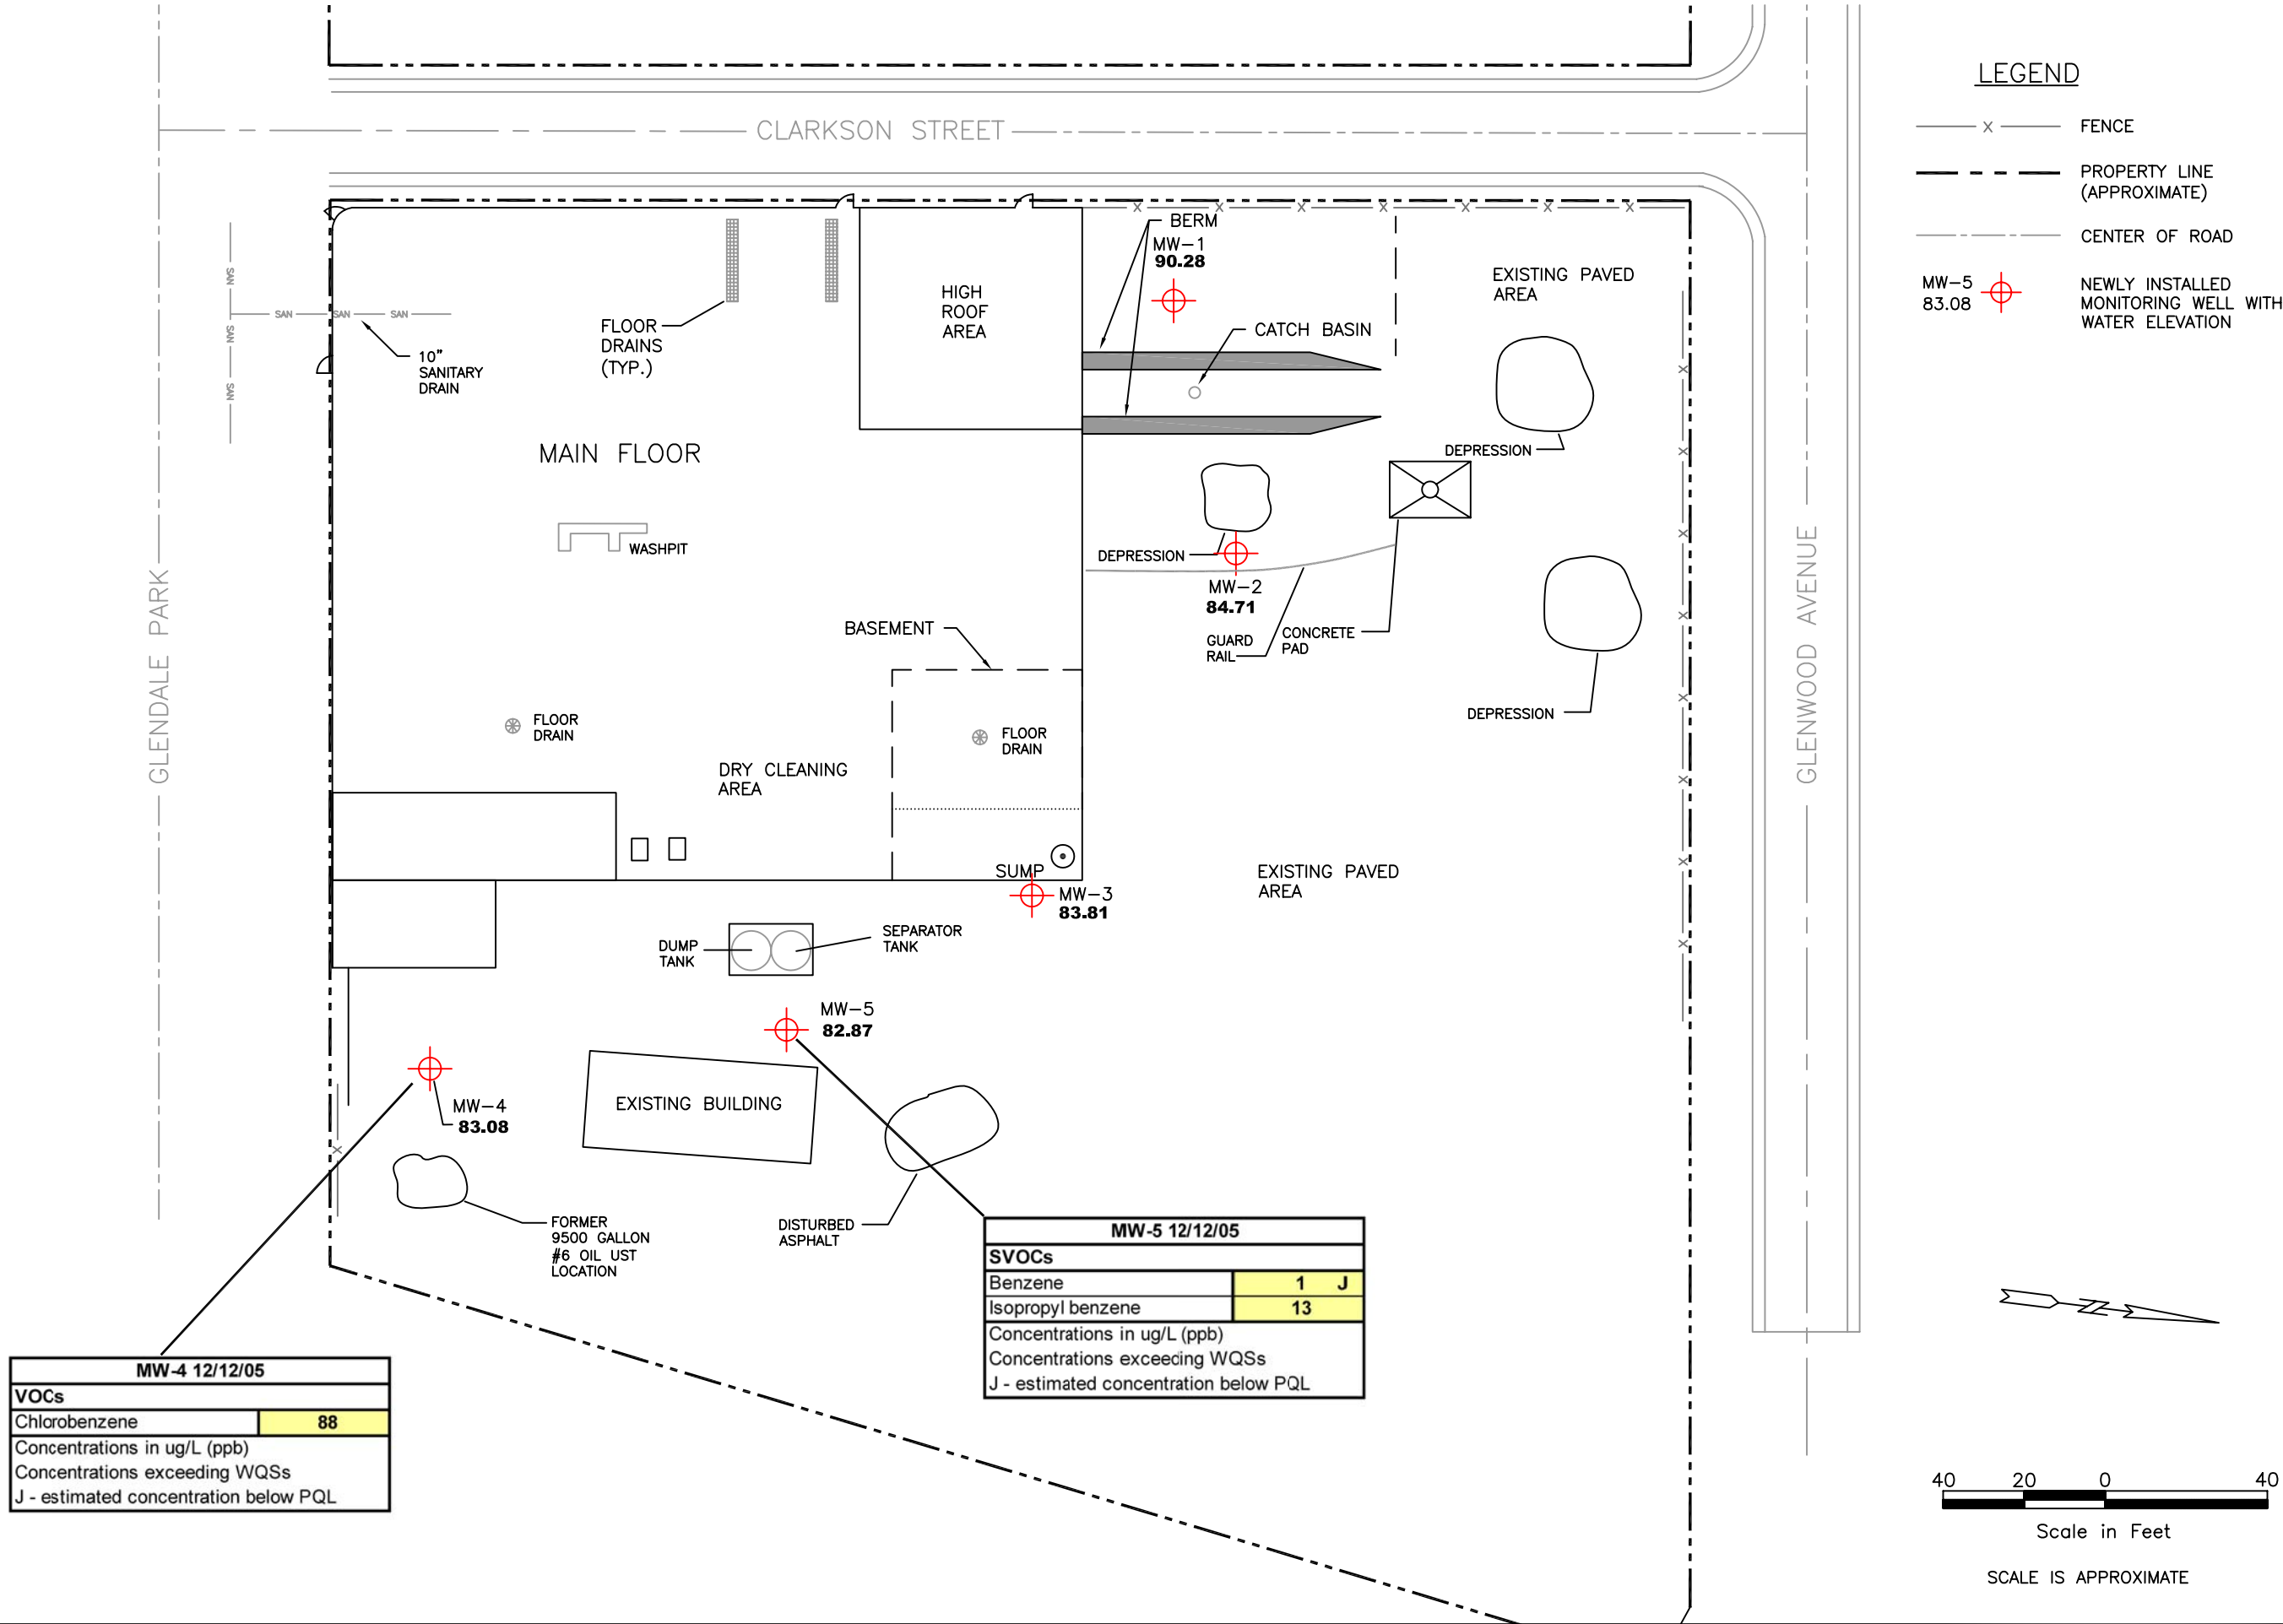 CLARKSON STREET
GLENDALE PARK
GLENWOOD AVENUE
LEGEND
X
FENCE
PROPERTY LINE
(APPROXIMATE)
CENTER OF ROAD
MW-5
83.08
NEWLY INSTALLED
MONITORING WELL WITH
WATER ELEVATION
SAN
SAN
SAN
SAN
SAN
SAN
10"
SANITARY
DRAIN
FLOOR
DRAINS
(TYP.)
HIGH
ROOF
AREA
BERM
MW-1
90.28
CATCH BASIN
EXISTING PAVED
AREA
DEPRESSION
MAIN FLOOR
WASHPIT
DEPRESSION
MW-2
84.71
GUARD
RAIL
CONCRETE
PAD
DEPRESSION
BASEMENT
FLOOR
DRAIN
FLOOR
DRAIN
DRY CLEANING
AREA
SUMP
MW-3
83.81
EXISTING PAVED
AREA
DUMP
TANK
SEPARATOR
TANK
MW-5
82.87
EXISTING BUILDING
MW-4
83.08
FORMER
9500 GALLON
#6 OIL UST
LOCATION
DISTURBED
ASPHALT
MW-5 12/12/05
SVOCs
Benzene 1 J
Isopropyl benzene 13
Concentrations in ug/L (ppb)
Concentrations exceeding WQSs
J - estimated concentration below PQL
MW-4 12/12/05
VOCs
Chlorobenzene 88
Concentrations in ug/L (ppb)
Concentrations exceeding WQSs
J - estimated concentration below PQL
N
40 20 0 40
Scale in Feet
SCALE IS APPROXIMATE